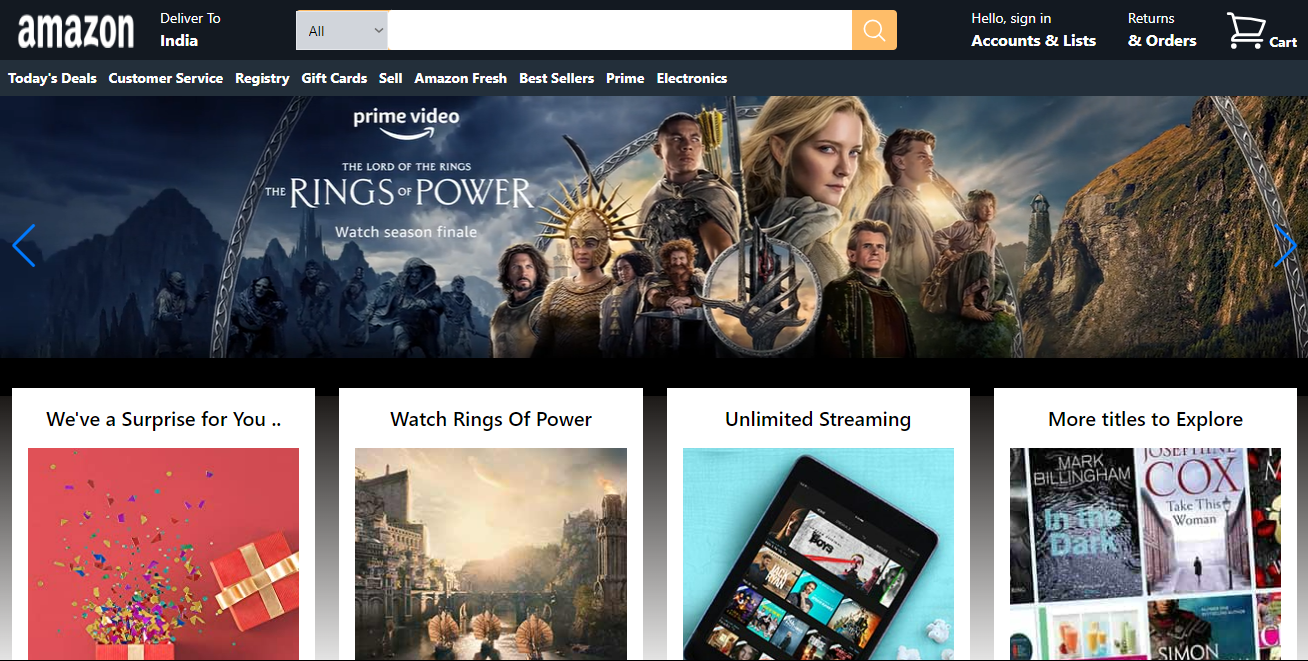 amazon
Deliver To
India
All
Hello, sign in
Accounts & Lists
Returns
& Orders
Cart
Today's Deals Customer Service Registry Gift Cards Sell Amazon Fresh Best Sellers Prime Electronics
prime video
THE LORD OF THE RINGS
THE RINGS OF POWER
Watch season finale
We've a Surprise for You ..
Watch Rings Of Power
Unlimited Streaming
More titles to Explore
BOYS
JACK
RYAN
MARK
BILLINGHAM
In the
Dark
JOSEPHINE
COX
Take This
Woman
SIMON